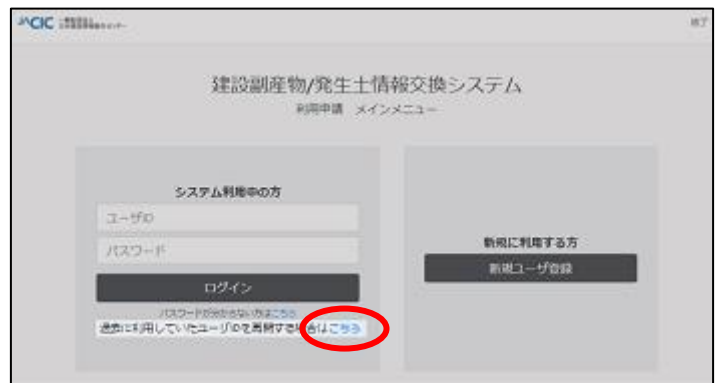 JACIC
終了
建設副産物/発生土情報交換システム
利用申請 メインメニュー
システム利用中の方
ユーザID
パスワード
ログイン
パスワードが分からない方はこちら
過去に利用していたユーザIDを再開する場合はこちら
新規に利用する方
新規ユーザ登録